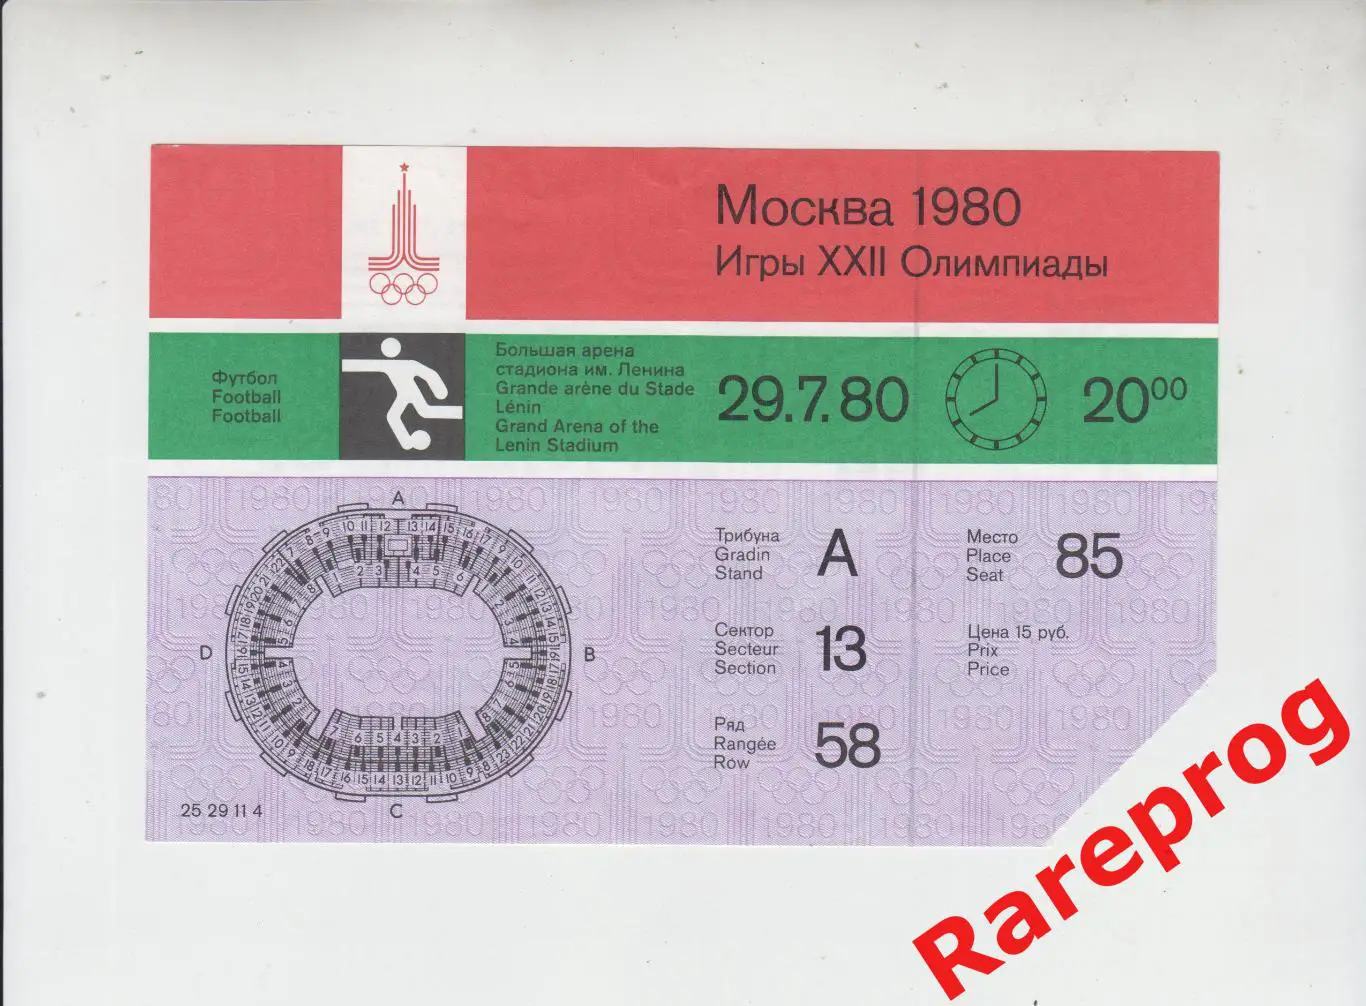 Москва 1980
Игры XXII Олимпиады
Футбол
Football
Football
Большая арена
стадиона им. Ленина
Grande arène du Stade
Lénin
Grand Arena of the
Lenin Stadium
29.7.80
20⁰⁰
A
B
C
D
25 29 11 4
Трибуна
Gradin
Stand
A
Место
Place
Seat
85
Сектор
Secteur
Section
13
Цена 15 руб.
Prix
Price
Ряд
Rangée
Row
58
Rareprog